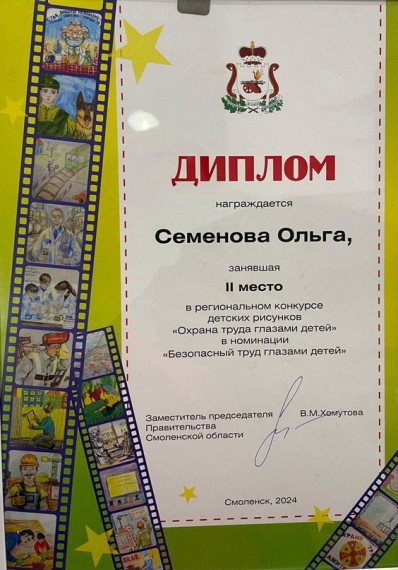 ДИПЛОМ
награждается
Семенова Ольга,
занявшая
II место
в региональном конкурсе
детских рисунков
«Охрана труда глазами детей»
в номинации
«Безопасный труд глазами детей»
Заместитель председателя В.М.Хомутова
Правительства
Смоленской области
Смоленск, 2024